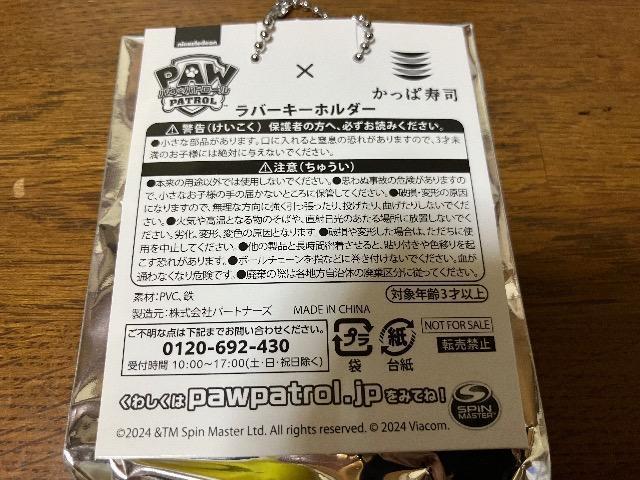 nickelodeon
PAW
パウ・パトロール
PATROL
×
かっぱ寿司
ラバーキーホルダー
⚠警告(けいこく) 保護者の方へ、必ずお読みください。
●小さな部品があります。口に入れると窒息の恐れがありますので、3才未
満のお子様には絶対に与えないでください。
⚠注意(ちゅうい)
●本来の用途以外では使用しないでください。●思わぬ事故の危険がありますの
で、小さなお子様の手の届かないところに保管してください。●破損・変形の原因
になりますので、無理な方向に強く引っ張ったり、投げたり、曲げたりしないでくださ
い。●火気や高温となる物のそばや、直射日光のあたる場所に放置しないでくだ
さい。劣化、変形、変色の原因となります●破損や変形した場合は、ただちに使
用を中止してください。●他の製品と長時間密着させると、貼り付きや色移りを起
こす恐れがあります。●ボールチェーンを指などに巻き付けないでください。血が
通わなくなり危険です。●廃棄の際は各地方自治体の廃棄区分に従ってください。
素材:PVC、鉄
対象年齢3才以上
製造元:株式会社パートナーズ MADE IN CHINA
ご不明な点は下記までお問い合わせください
0120-692-430
受付時間 10:00~17:00(土・日・祝日除く)
プラ
袋
紙
台紙
NOT FOR SALE
転売禁止
くわしくはpawpatrol.jpをみてね!
SPIN MASTER
©2024 &TM Spin Master Ltd. All rights reserved. © 2024 Viacom.